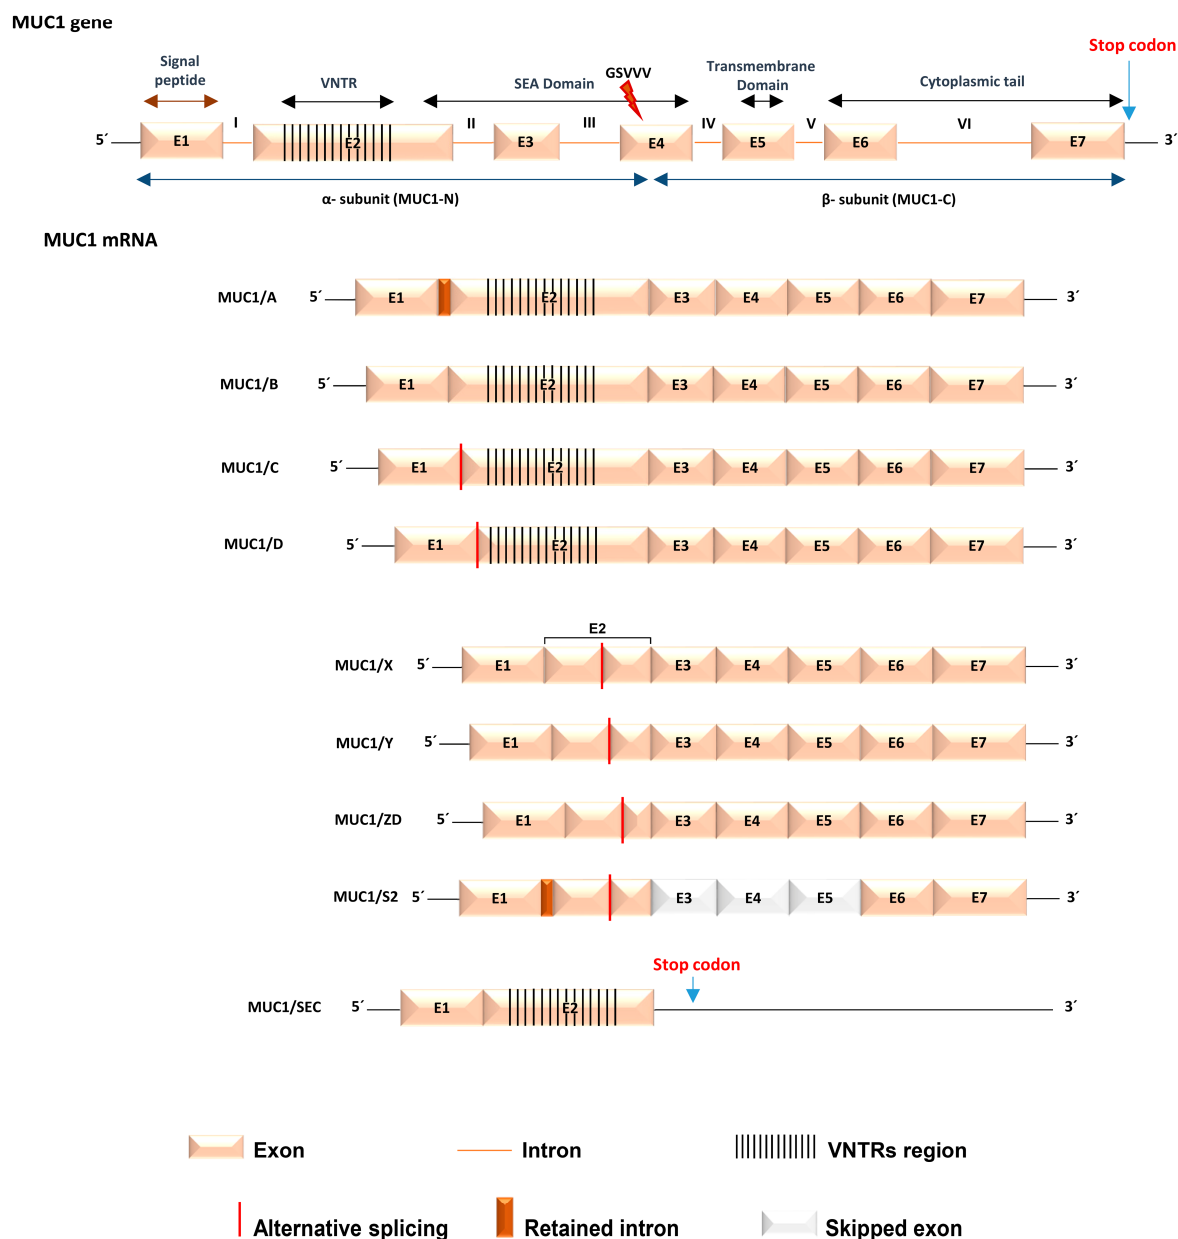 MUC1 gene
Stop codon
Signal
peptide
VNTR
SEA Domain
GSVVV
Transmembrane
Domain
Cytoplasmic tail
I
II
III
IV
V
VI
5´
E1
E2
E3
E4
E5
E6
E7
3´
α- subunit (MUC1-N)
β- subunit (MUC1-C)
MUC1 mRNA
MUC1/A 5´ E1 E2 E3 E4 E5 E6 E7 3´
MUC1/B 5´ E1 E2 E3 E4 E5 E6 E7 3´
MUC1/C 5´ E1 E2 E3 E4 E5 E6 E7 3´
MUC1/D 5´ E1 E2 E3 E4 E5 E6 E7 3´
E2
MUC1/X 5´ E1 E3 E4 E5 E6 E7 3´
MUC1/Y 5´ E1 E3 E4 E5 E6 E7 3´
MUC1/ZD 5´ E1 E3 E4 E5 E6 E7 3´
MUC1/S2 5´ E1 E3 E4 E5 E6 E7 3´
Stop codon
MUC1/SEC 5´ E1 E2 3´
Exon
Intron
VNTRs region
Alternative splicing
Retained intron
Skipped exon